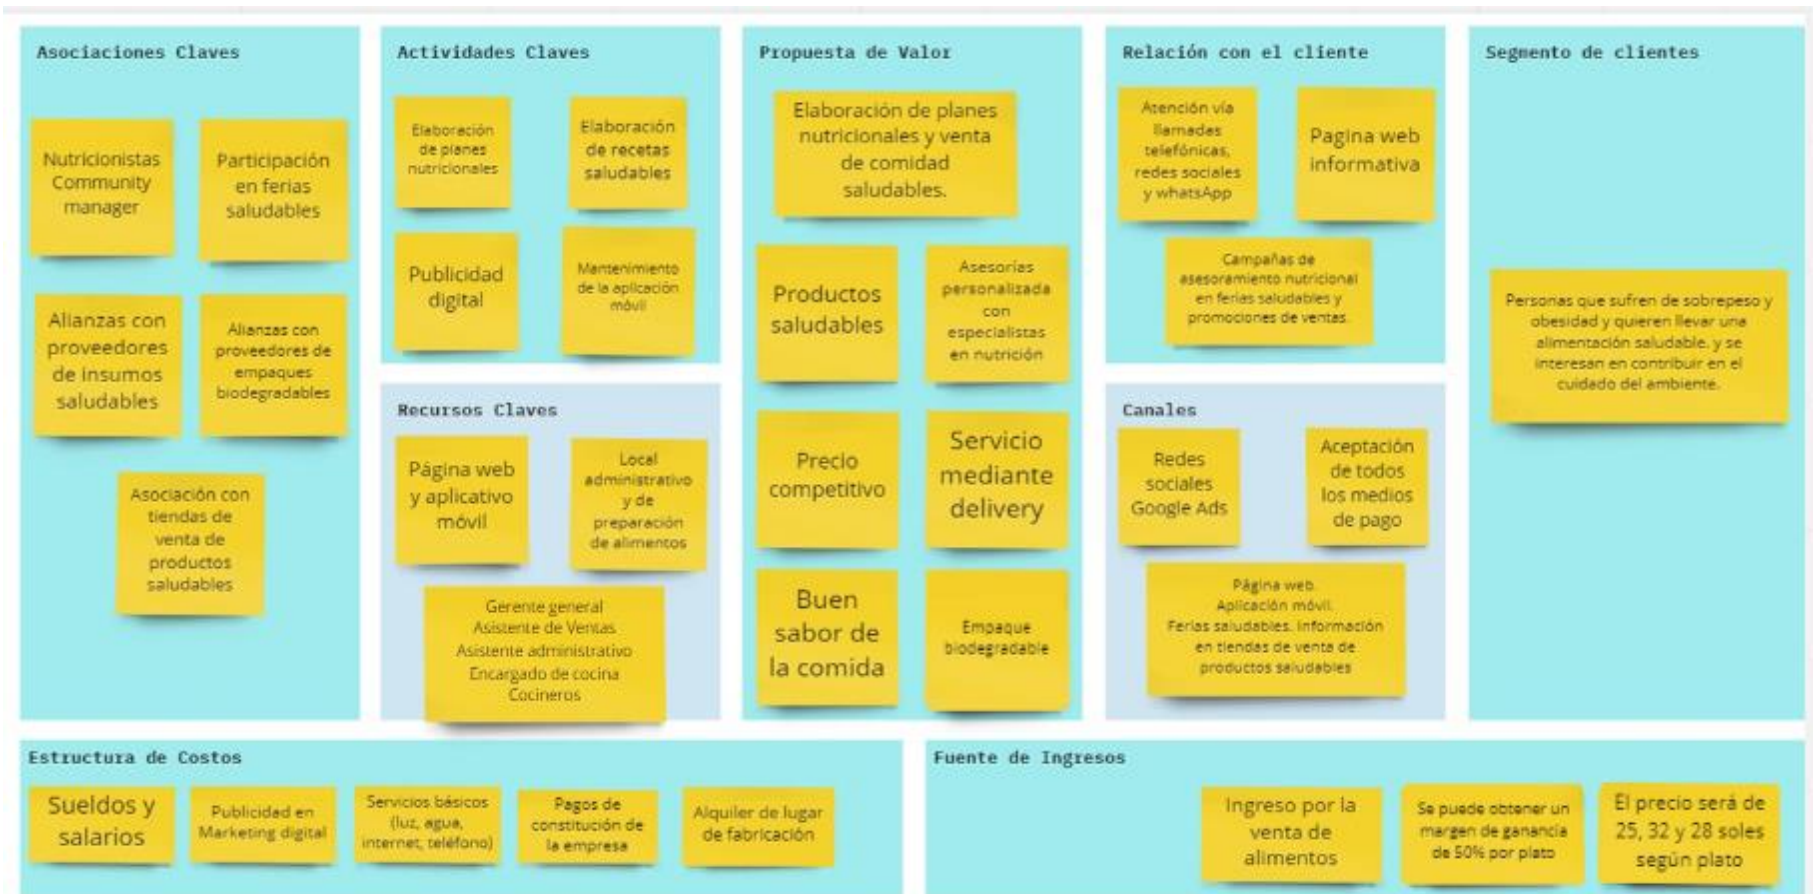 Asociaciones Claves
Nutricionistas
Community
manager
Participación
en ferias
saludables
Alianzas con
proveedores
de insumos
saludables
Alianzas con
proveedores de
empaques
biodegradables
Asociación con
tiendas de
venta de
productos
saludables
Actividades Claves
Elaboración
de planes
nutricionales
Elaboración
de recetas
saludables
Publicidad
digital
Mantenimiento
de la aplicación
móvil
Recursos Claves
Página web
y aplicativo
móvil
Local
administrativo
y de
preparación
de alimentos
Gerente general
Asistente de Ventas
Asistente administrativo
Encargado de cocina
Cocineros
Propuesta de Valor
Elaboración de planes
nutricionales y venta
de comidad
saludables.
Productos
saludables
Asesorías
personalizada
con
especialistas
en nutrición
Precio
competitivo
Servicio
mediante
delivery
Buen
sabor de
la comida
Empaque
biodegradable
Relación con el cliente
Atención vía
llamadas
telefónicas,
redes sociales
y whatsApp
Pagina web
informativa
Campañas de
asesoramiento nutricional
en ferias saludables y
promociones de ventas.
Canales
Redes
sociales
Google Ads
Aceptación
de todos
los medios
de pago
Página web.
Aplicación móvil.
Ferias saludables. Información
en tiendas de venta de
productos saludables
Segmento de clientes
Personas que sufren de sobrepeso y
obesidad y quieren llevar una
alimentación saludable. y se
interesan en contribuir en el
cuidado del ambiente.
Estructura de Costos
Sueldos y
salarios
Publicidad en
Marketing digital
Servicios básicos
(luz, agua,
internet, teléfono)
Pagos de
constitución de
la empresa
Alquiler de lugar
de fabricación
Fuente de Ingresos
Ingreso por la
venta de
alimentos
Se puede obtener un
margen de ganancia
de 50% por plato
El precio será de
25, 32 y 28 soles
según plato